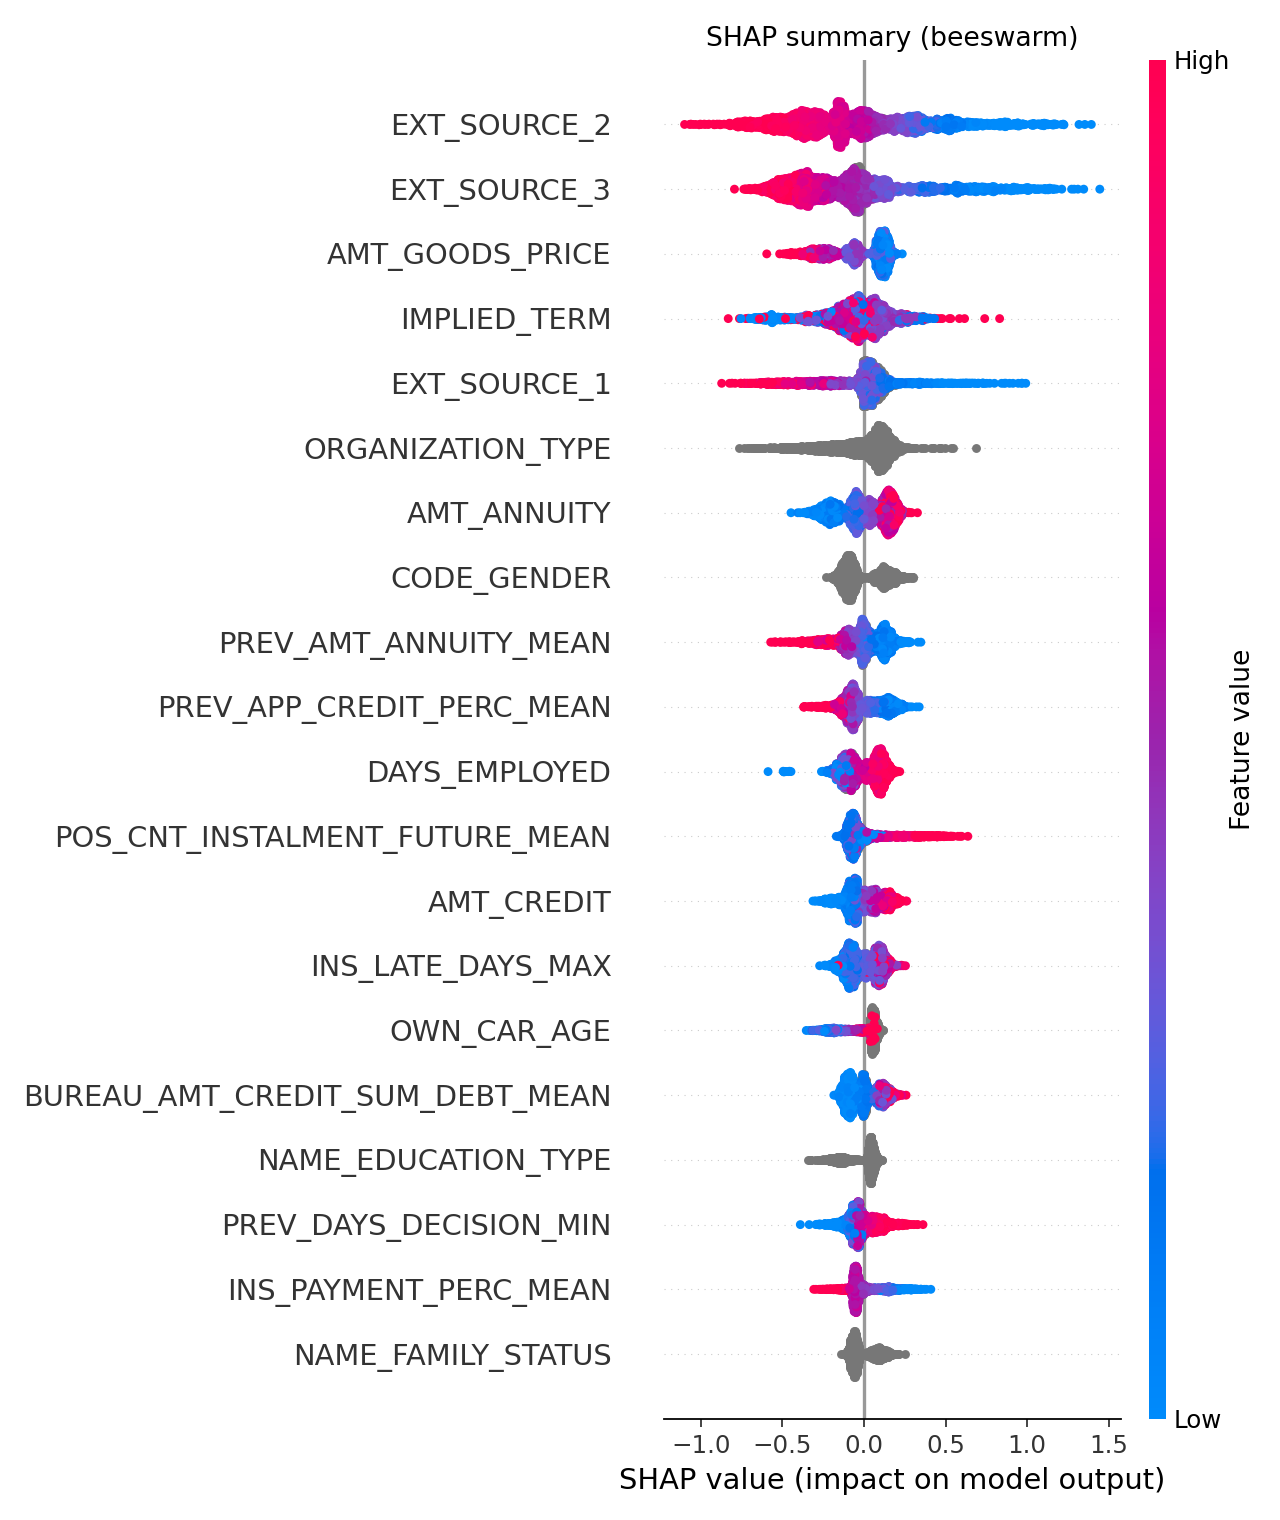 SHAP summary (beeswarm)
High
EXT_SOURCE_2
EXT_SOURCE_3
AMT_GOODS_PRICE
IMPLIED_TERM
EXT_SOURCE_1
ORGANIZATION_TYPE
AMT_ANNUITY
CODE_GENDER
PREV_AMT_ANNUITY_MEAN
PREV_APP_CREDIT_PERC_MEAN
DAYS_EMPLOYED
POS_CNT_INSTALMENT_FUTURE_MEAN
AMT_CREDIT
INS_LATE_DAYS_MAX
OWN_CAR_AGE
BUREAU_AMT_CREDIT_SUM_DEBT_MEAN
NAME_EDUCATION_TYPE
PREV_DAYS_DECISION_MIN
INS_PAYMENT_PERC_MEAN
NAME_FAMILY_STATUS
Feature value
Low
−1.0 −0.5 0.0 0.5 1.0 1.5
SHAP value (impact on model output)